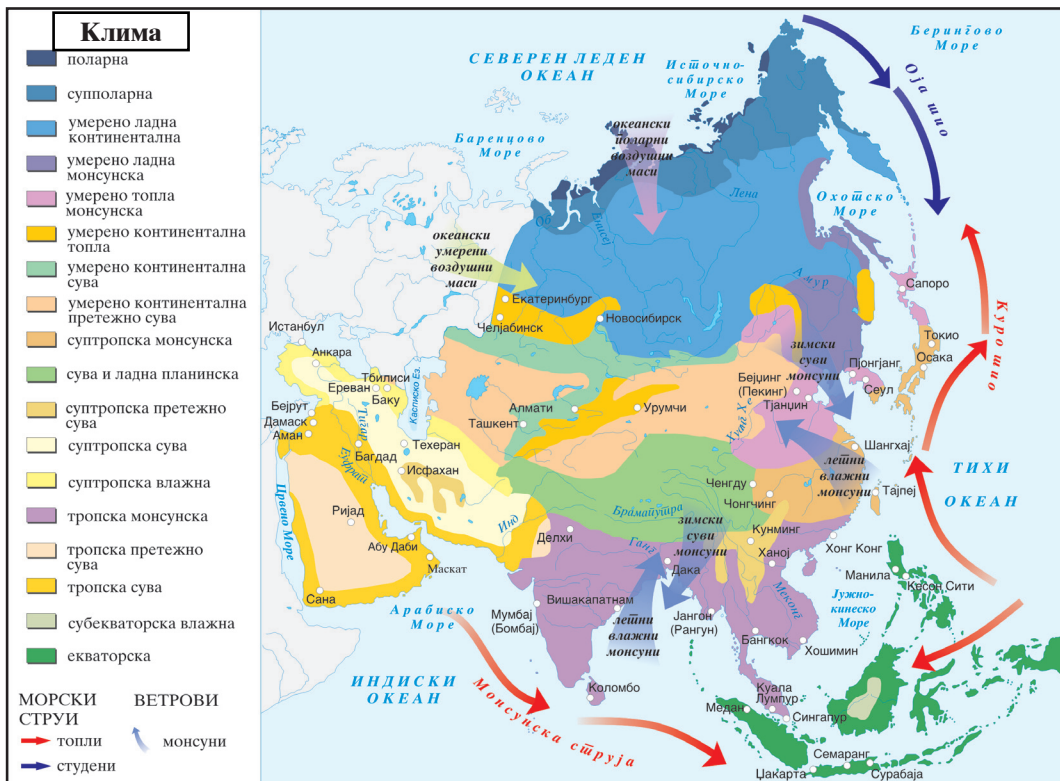 Клима
поларна
супполарна
умерено ладна
континентална
умерено ладна
монсунска
умерено топла
монсунска
умерено континентална
топла
умерено континентална
сува
умерено континентална
претежно сува
суптропска монсунска
сува и ладна планинска
суптропска претежно
сува
суптропска сува
суптропска влажна
тропска монсунска
тропска претежно
сува
тропска сува
субекваторска влажна
екваторска
МОРСКИ
СТРУИ
топли
студени
ВЕТРОВИ
монсуни
СЕВЕРЕН ЛЕДЕН
ОКЕАН
Источно-
сибирско
Море
Берингово
Море
Оја шио
Баренцово
Море
океански
поларни
воздушни
маси
Охотско
Море
океански
умерени
воздушни
маси
Об
Енисеј
Лена
Амур
Сапоро
Курошио
Екатеринбург
Челјабинск
Новосибирск
Истанбул
Анкара
Тбилиси
Ереван
Баку
Касписко Ез.
Бејрут
Дамаск
Аман
Тигар
Еуфрат
Багдад
Техеран
Исфахан
Алмати
Ташкент
Урумчи
зимски
суви
монсуни
Бејџинг
(Пекинг)
Тјанџин
Хуанг Х.
Пјонгјанг
Сеул
Токио
Осака
Шангхај
летни
влажни
монсуни
ТИХИ
ОКЕАН
Тајпеј
Ченгду
Чонгчинг
Брамапутра
зимски
суви
монсуни
Кунминг
Ханој
Хонг Конг
Црвено Море
Ријад
Абу Даби
Маскат
Сана
Инд
Делхи
Ганг
Дака
Арабиско
Море
Мумбај
(Бомбај)
Вишакапатнам
летни
влажни
монсуни
Јангон
(Рангун)
Меконг
Бангкок
Хошимин
Манила
Кесон Сити
Јужно-
кинеско
Море
ИНДИСКИ
ОКЕАН
Коломбо
Монсунска струја
Медан
Куала
Лумпур
Сингапур
Џакарта
Семаранг
Сурабаја